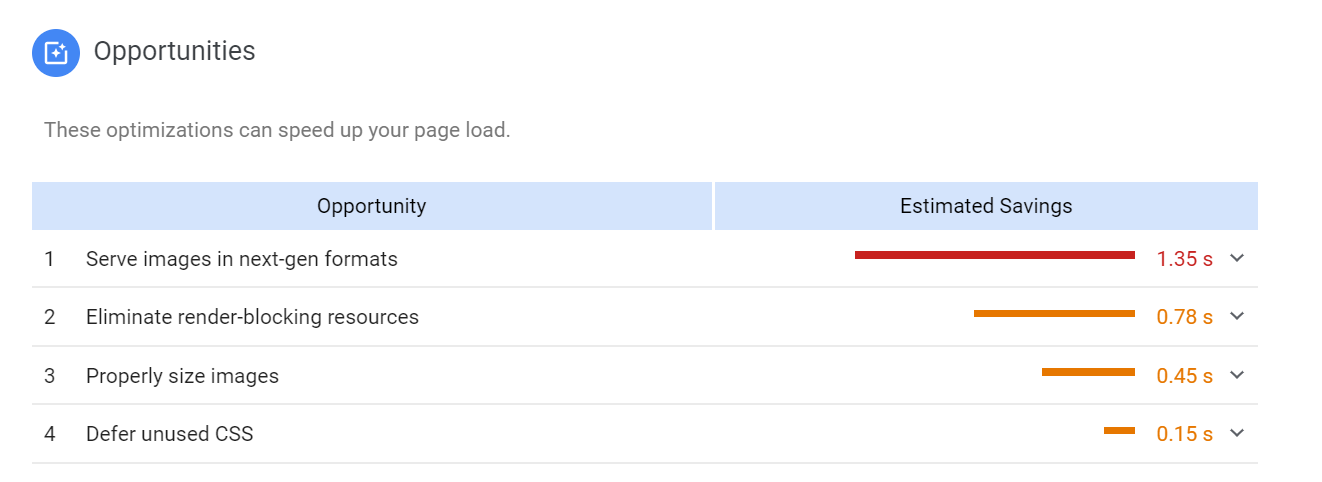 Opportunities
These optimizations can speed up your page load.
Opportunity Estimated Savings
1 Serve images in next-gen formats 1.35 s
2 Eliminate render-blocking resources 0.78 s
3 Properly size images 0.45 s
4 Defer unused CSS 0.15 s